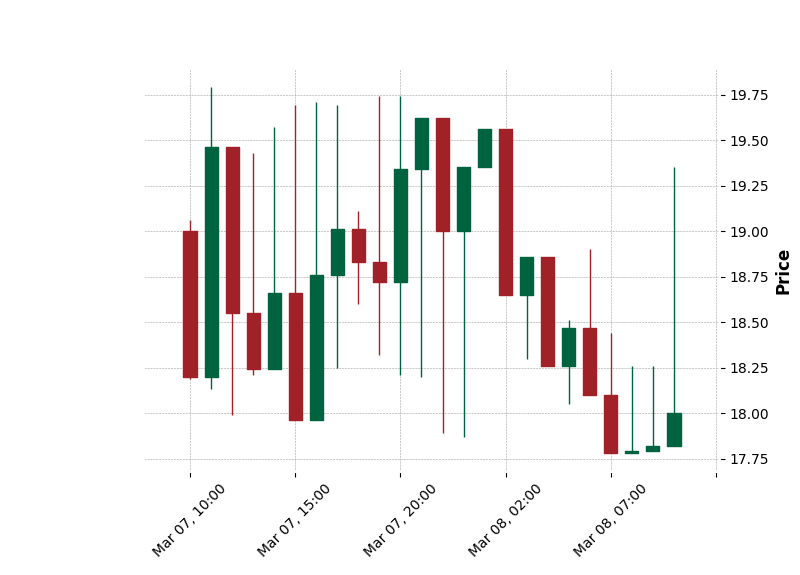 19.75
19.50
19.25
19.00
18.75
18.50
18.25
18.00
17.75
Price
Mar 07, 10:00
Mar 07, 15:00
Mar 07, 20:00
Mar 08, 02:00
Mar 08, 07:00